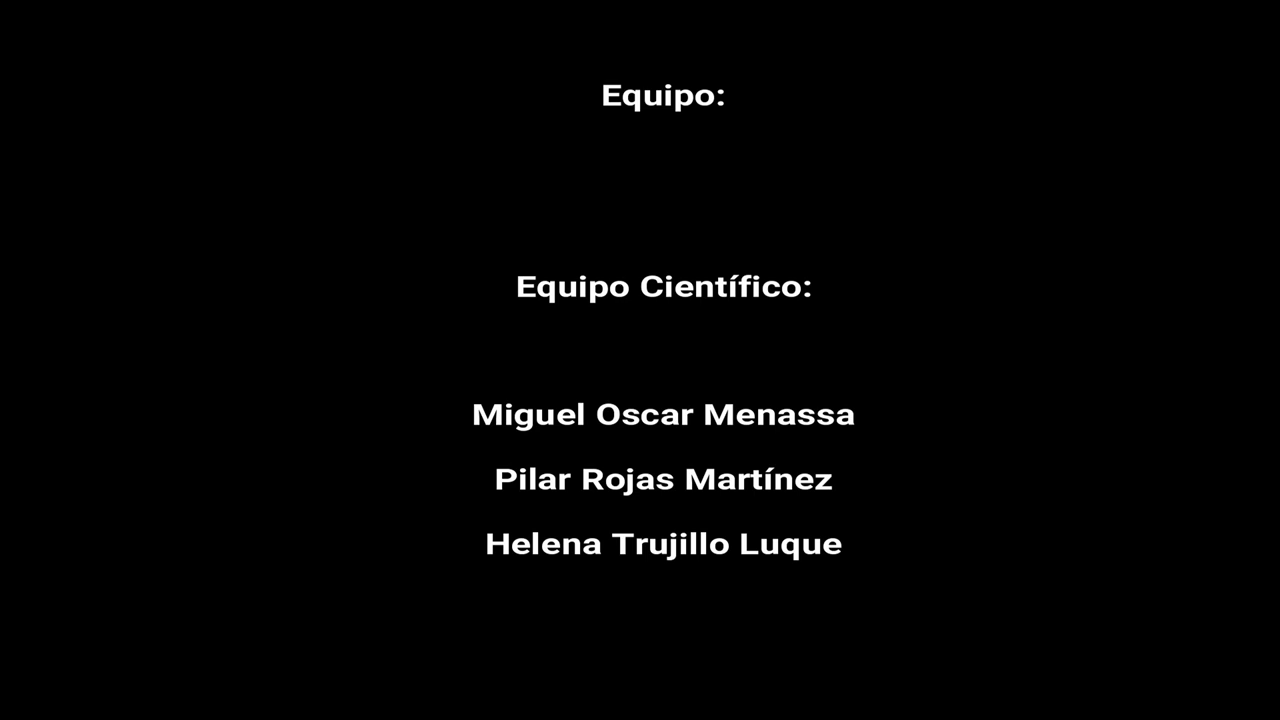 Equipo:
Equipo Científico:
Miguel Oscar Menassa
Pilar Rojas Martínez
Helena Trujillo Luque